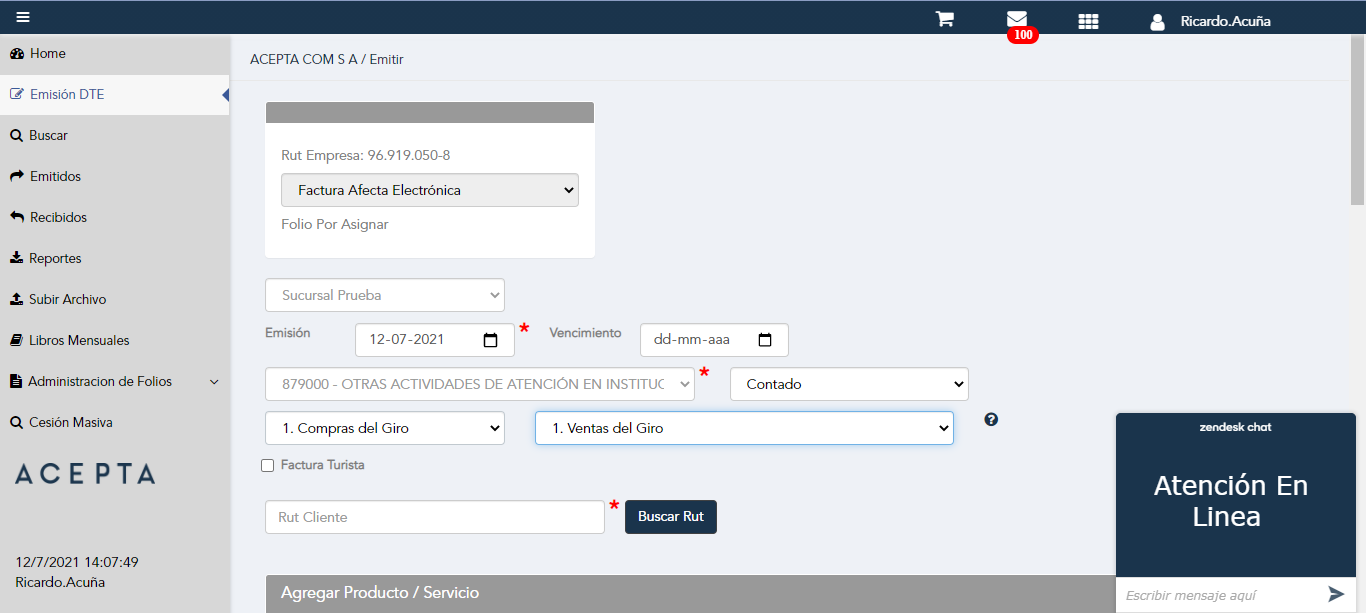 Ricardo.Acuña
100
Home
Emisión DTE
Buscar
Emitidos
Recibidos
Reportes
Subir Archivo
Libros Mensuales
Administracion de Folios
Cesión Masiva
ACEPTA
12/7/2021 14:07:49
Ricardo.Acuña
ACEPTA COM S A / Emitir
Rut Empresa: 96.919.050-8
Factura Afecta Electrónica
Folio Por Asignar
Sucursal Prueba
Emisión 12-07-2021 * Vencimiento dd-mm-aaa
879000 - OTRAS ACTIVIDADES DE ATENCIÓN EN INSTITUC * Contado
1. Compras del Giro 1. Ventas del Giro ?
Factura Turista
Rut Cliente * Buscar Rut
Agregar Producto / Servicio
zendesk chat
Atención En
Linea
Escribir mensaje aquí